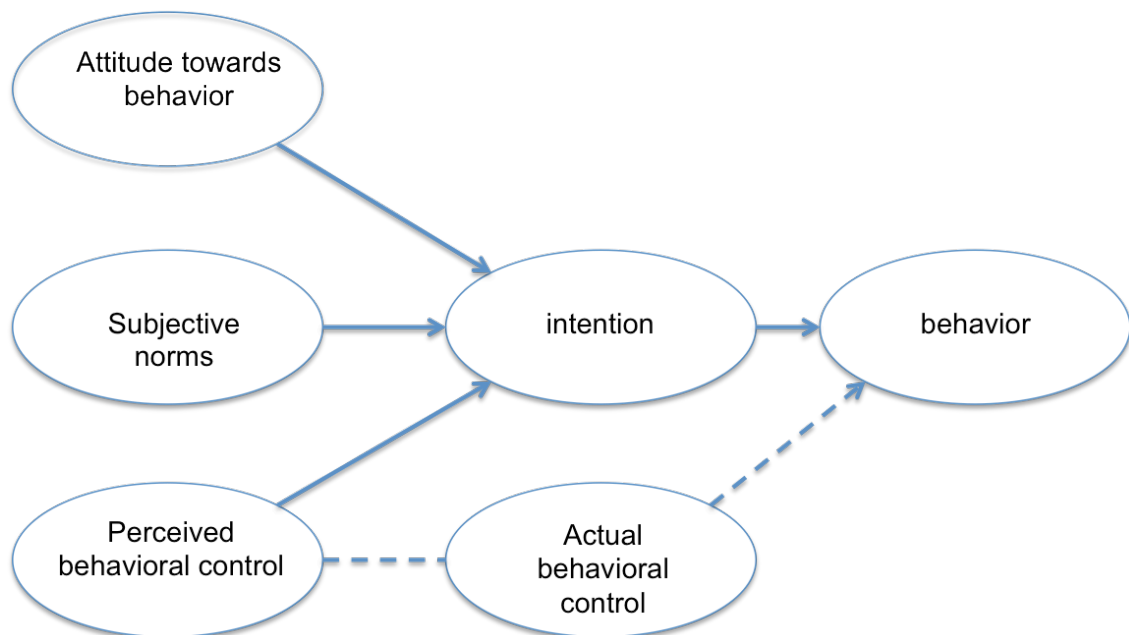 Attitude towards
behavior
Subjective
norms
intention
behavior
Perceived
behavioral control
Actual
behavioral
control